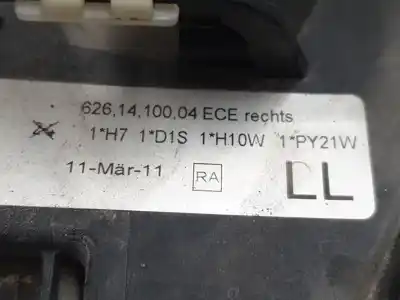 626,14,100,04 ECE rechts
1*H7 1*D1S 1*H10W 1*PY21W
11-Mär-11 RA LL